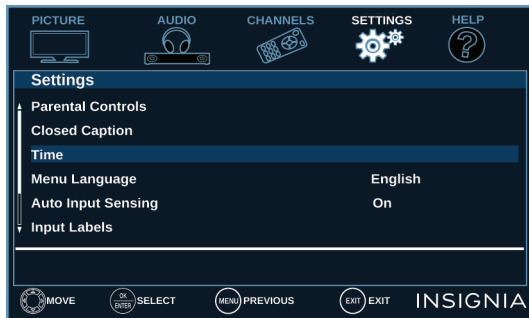 PICTURE AUDIO CHANNELS SETTINGS HELP
Settings
Parental Controls
Closed Caption
Time
Menu Language English
Auto Input Sensing On
Input Labels
MOVE OK ENTER SELECT MENU PREVIOUS EXIT EXIT INSIGNIA